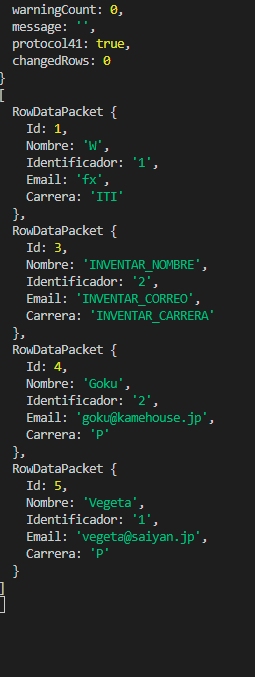 warningCount: 0,
message: '',
protocol41: true,
changedRows: 0
}
[
RowDataPacket {
Id: 1,
Nombre: 'W',
Identificador: '1',
Email: 'fx',
Carrera: 'ITI'
},
RowDataPacket {
Id: 3,
Nombre: 'INVENTAR_NOMBRE',
Identificador: '2',
Email: 'INVENTAR_CORREO',
Carrera: 'INVENTAR_CARRERA'
},
RowDataPacket {
Id: 4,
Nombre: 'Goku',
Identificador: '2',
Email: 'goku@kamehouse.jp',
Carrera: 'P'
},
RowDataPacket {
Id: 5,
Nombre: 'Vegeta',
Identificador: '1',
Email: 'vegeta@saiyan.jp',
Carrera: 'P'
}
]